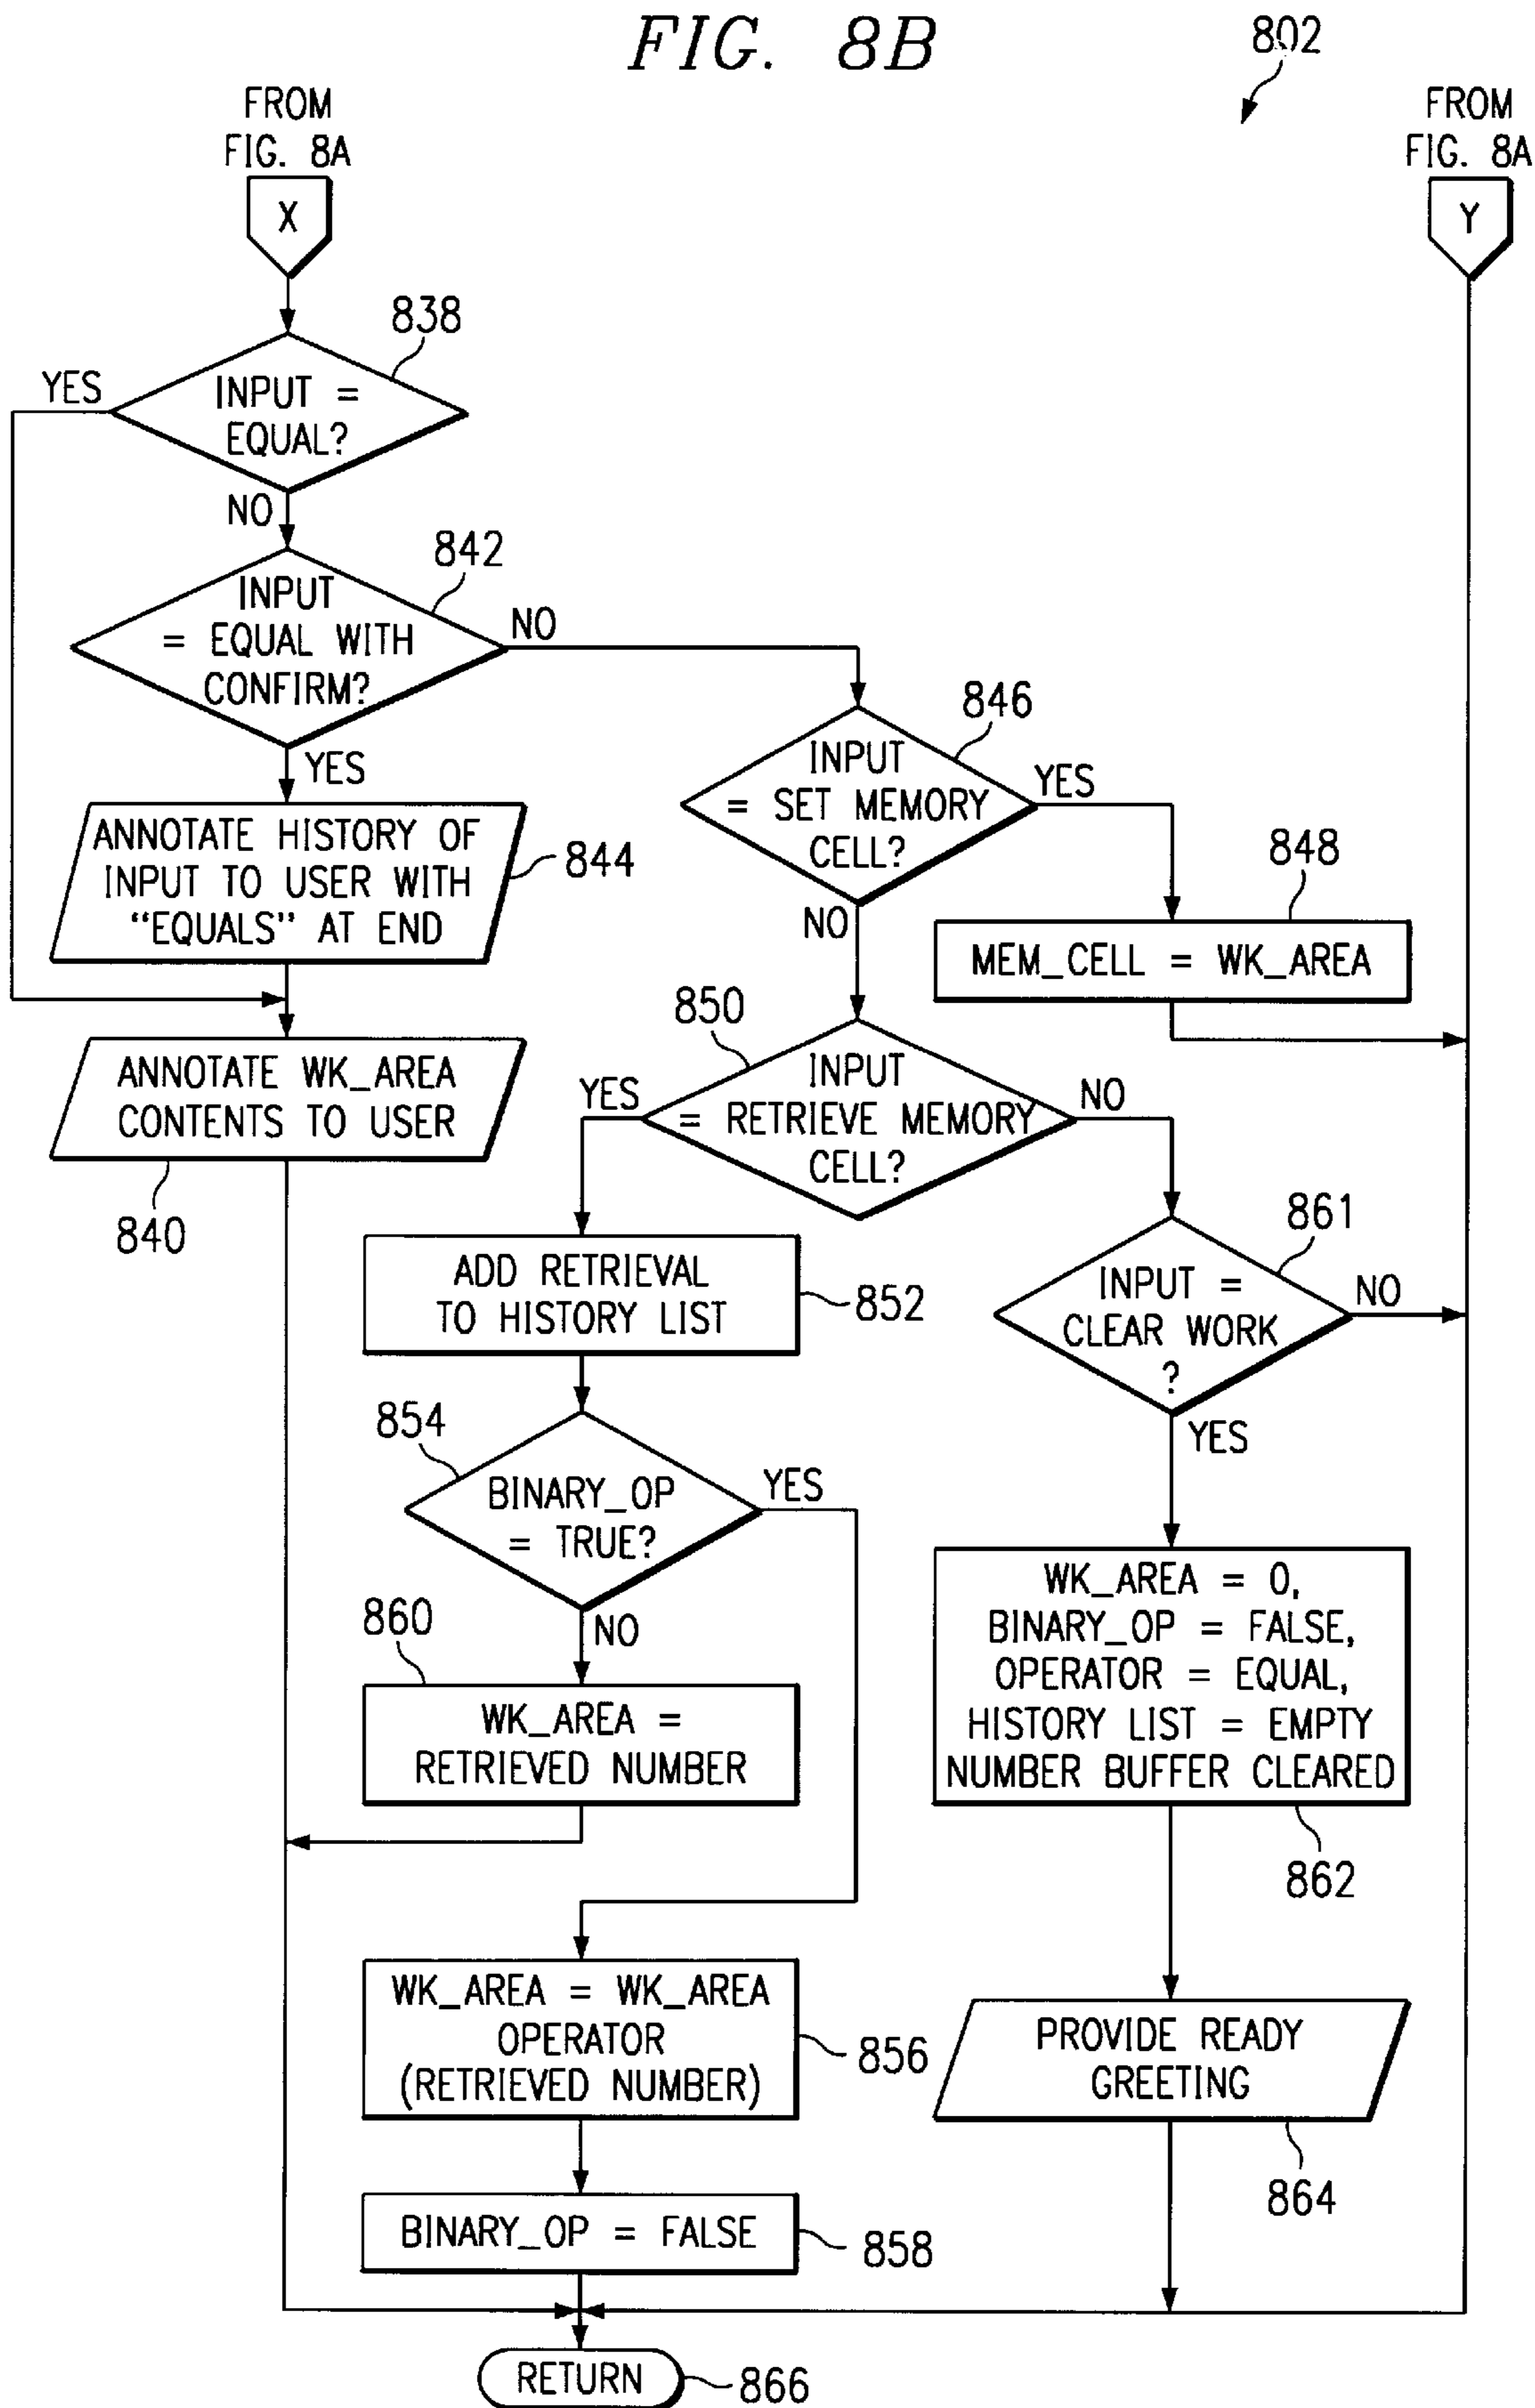 FIG. 8B
802
FROM
FIG. 8A
X
FROM
FIG. 8A
Y
838
YES
INPUT =
EQUAL?
NO
842
INPUT
= EQUAL WITH
CONFIRM?
NO
YES
846
INPUT
= SET MEMORY
CELL?
YES
NO
ANNOTATE HISTORY OF
INPUT TO USER WITH
“EQUALS” AT END
844
848
MEM_CELL = WK_AREA
850
INPUT
= RETRIEVE MEMORY
CELL?
YES
NO
ANNOTATE WK_AREA
CONTENTS TO USER
840
ADD RETRIEVAL
TO HISTORY LIST
852
861
INPUT =
CLEAR WORK
?
NO
YES
854
BINARY_OP
= TRUE?
YES
NO
860
WK_AREA =
RETRIEVED NUMBER
WK_AREA = 0,
BINARY_OP = FALSE,
OPERATOR = EQUAL,
HISTORY LIST = EMPTY
NUMBER BUFFER CLEARED
862
WK_AREA = WK_AREA
OPERATOR
(RETRIEVED NUMBER)
856
PROVIDE READY
GREETING
864
BINARY_OP = FALSE
858
RETURN
866